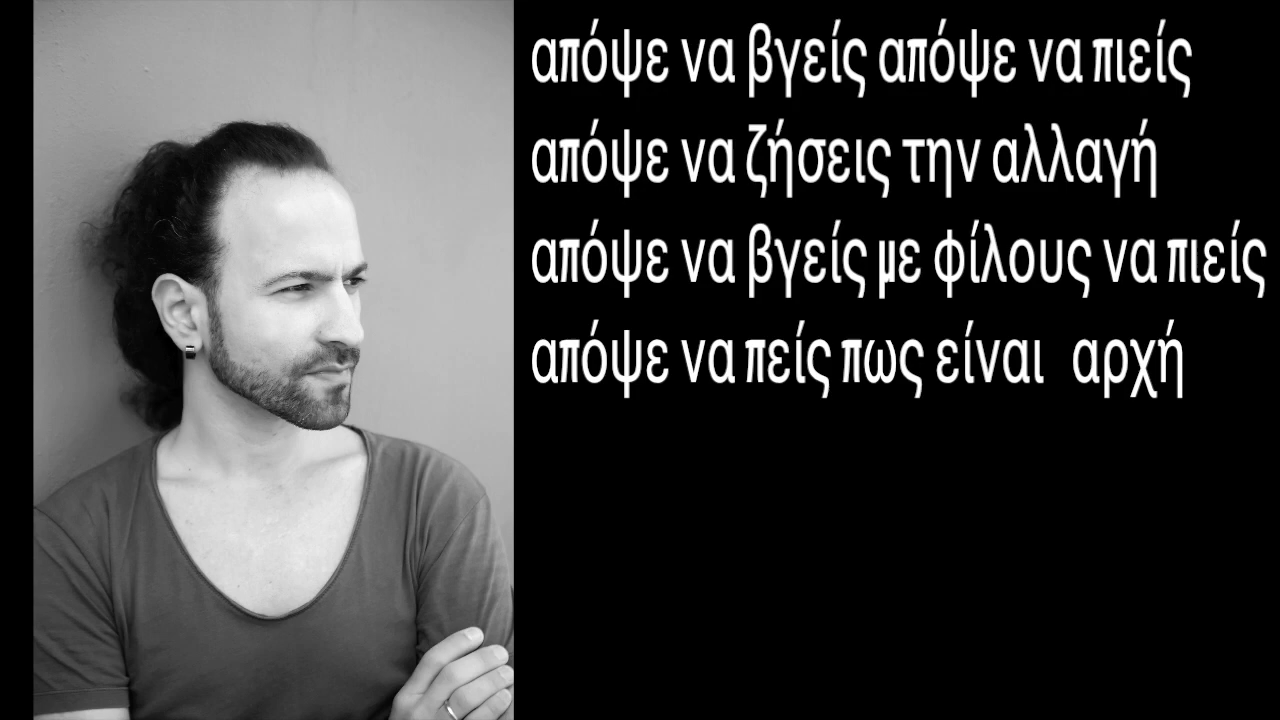 απόψε να βγείς απόψε να πιείς
απόψε να ζήσεις την αλλαγή
απόψε να βγείς με φίλους να πιείς
απόψε να πείς πως είναι αρχή